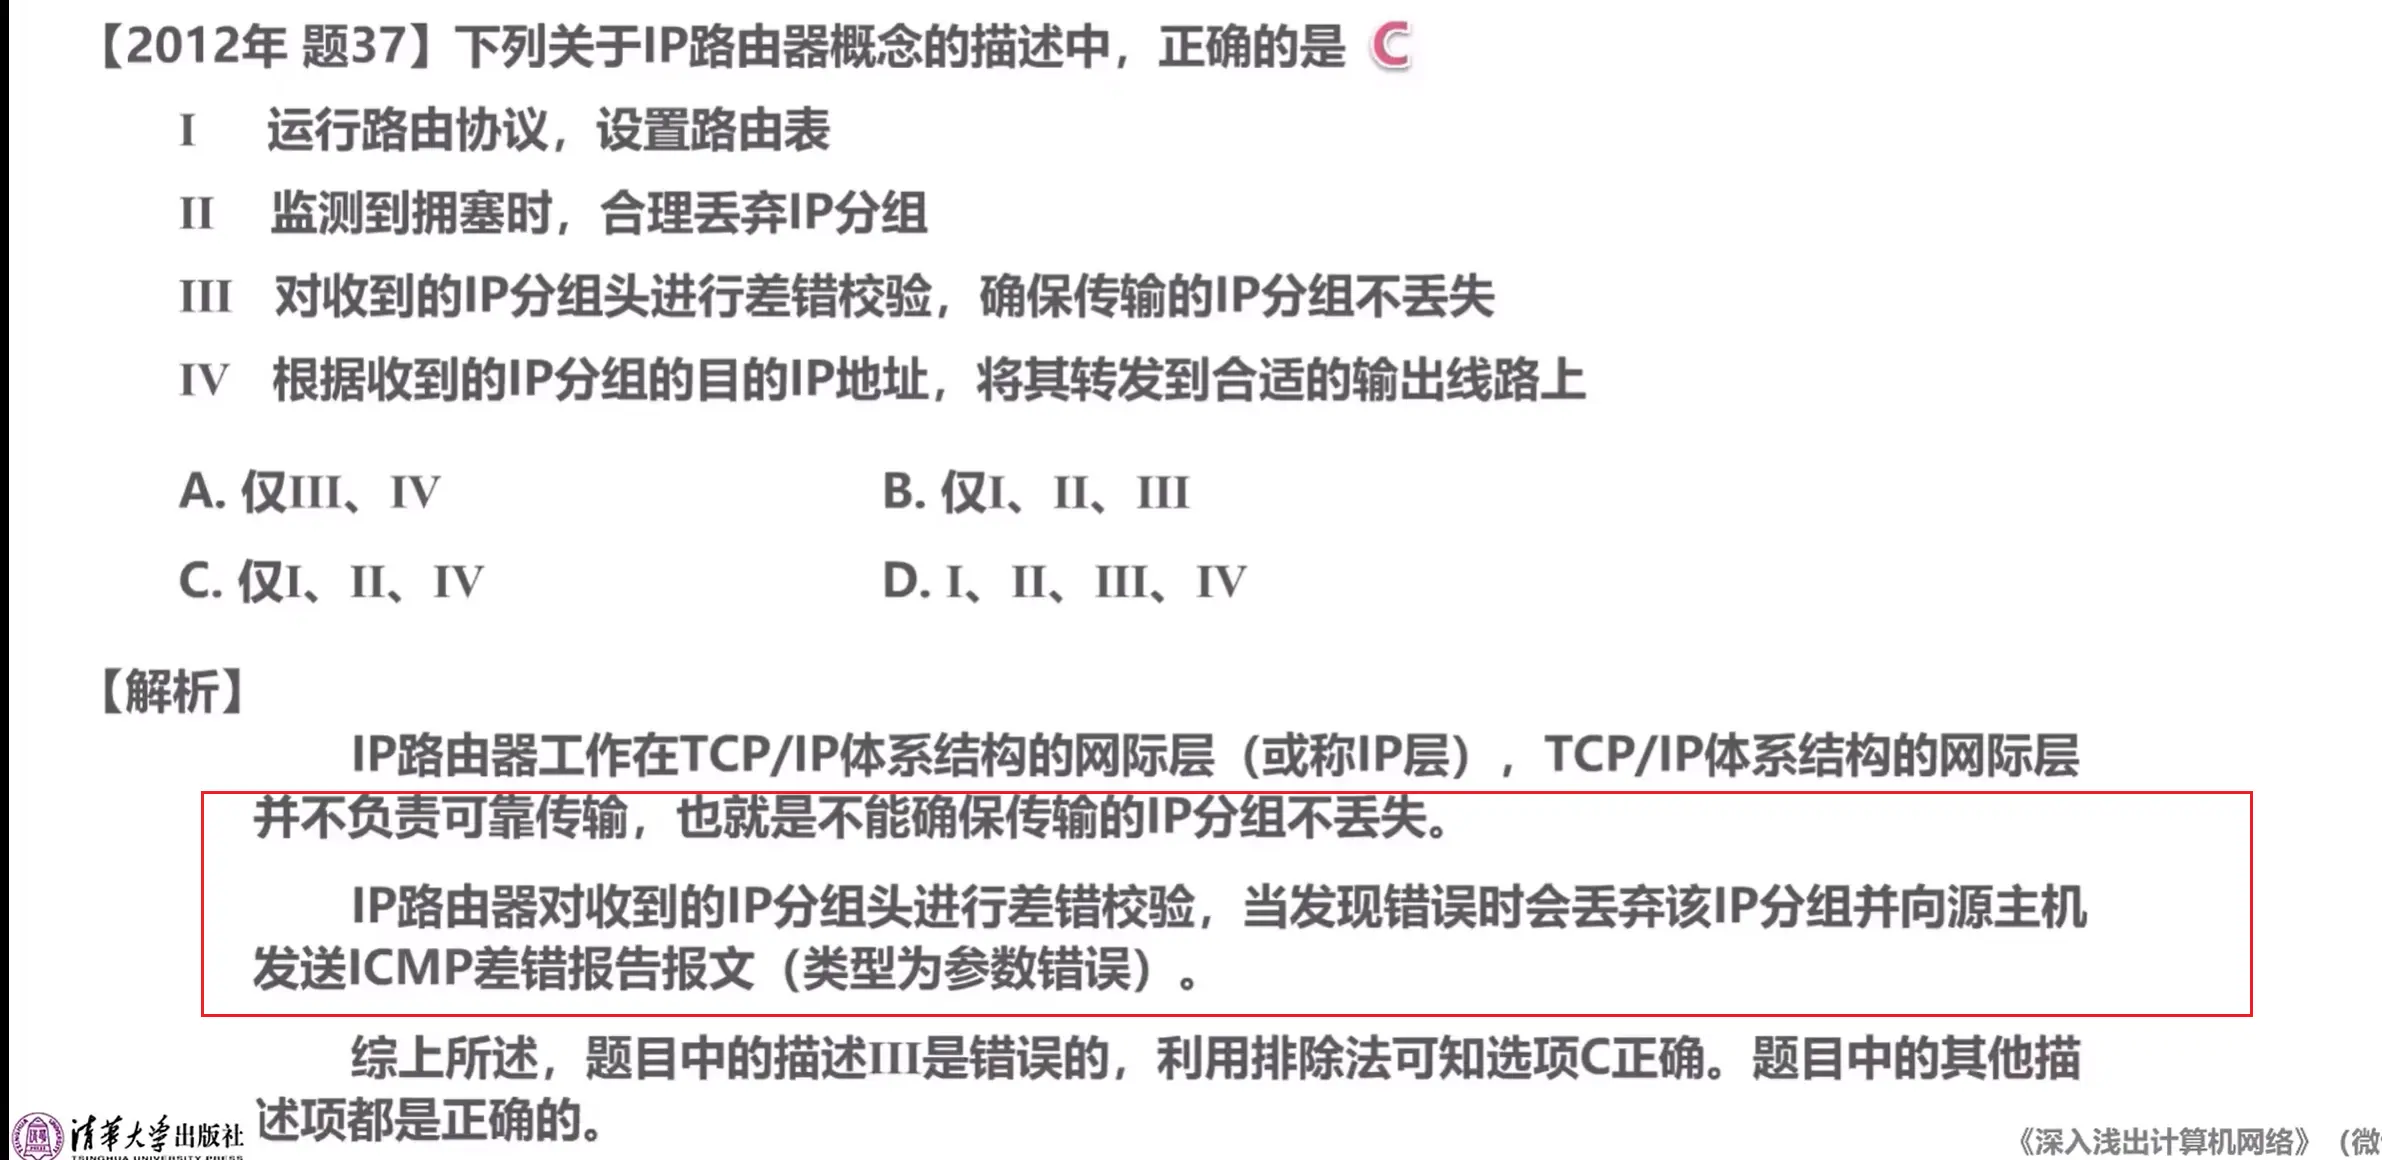 【2012年 题37】下列关于IP路由器概念的描述中，正确的是 C
I 运行路由协议，设置路由表
II 监测到拥塞时，合理丢弃IP分组
III 对收到的IP分组头进行差错校验，确保传输的IP分组不丢失
IV 根据收到的IP分组的目的IP地址，将其转发到合适的输出线路上
A. 仅III、IV
B. 仅I、II、III
C. 仅I、II、IV
D. I、II、III、IV
【解析】
IP路由器工作在TCP/IP体系结构的网际层（或称IP层），TCP/IP体系结构的网际层
并不负责可靠传输，也就是不能确保传输的IP分组不丢失。
IP路由器对收到的IP分组头进行差错校验，当发现错误时会丢弃该IP分组并向源主机
发送ICMP差错报告报文（类型为参数错误）。
综上所述，题目中的描述III是错误的，利用排除法可知选项C正确。题目中的其他描
述项都是正确的。
清华大学出版社
TSINGHUA UNIVERSITY PRESS
《深入浅出计算机网络》（微